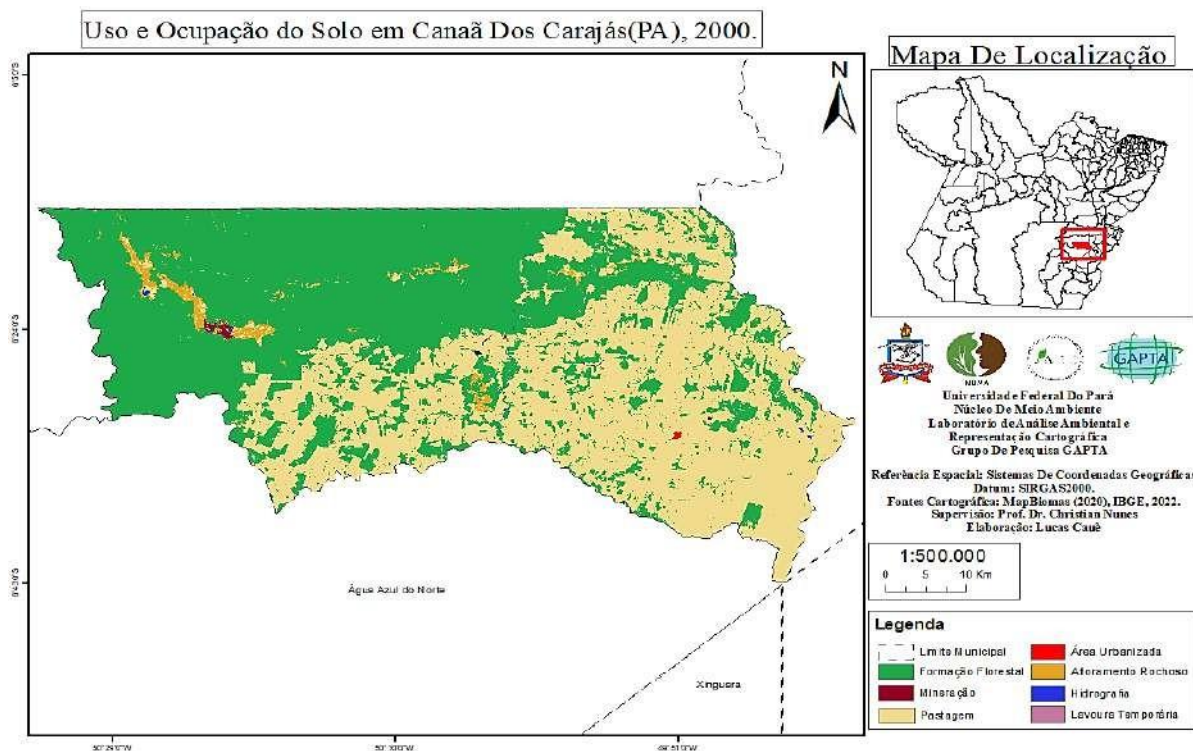 Uso e Ocupação do Solo em Canaã Dos Carajás(PA), 2000.
N
Água Azul do Norte
Xinguara
Mapa De Localização
NUMA
GAPTA
Universidade Federal Do Pará
Núcleo De Meio Ambiente
Laboratório de Análise Ambiental e
Representação Cartográfica
Grupo De Pesquisa GAPTA
Referência Espacial: Sistemas De Coordenadas Geográficas
Datum: SIRGAS2000.
Fontes Cartográfica: MapBiomas (2020), IBGE, 2022.
Supervisão: Prof. Dr. Christian Nunes
Elaboração: Lucas Cauê
1:500.000
0 5 10 Km
Legenda
Limite Municipal
Formação Florestal
Mineração
Pastagem
Área Urbanizada
Aforamento Rochoso
Hidrografia
Lavoura Temporária